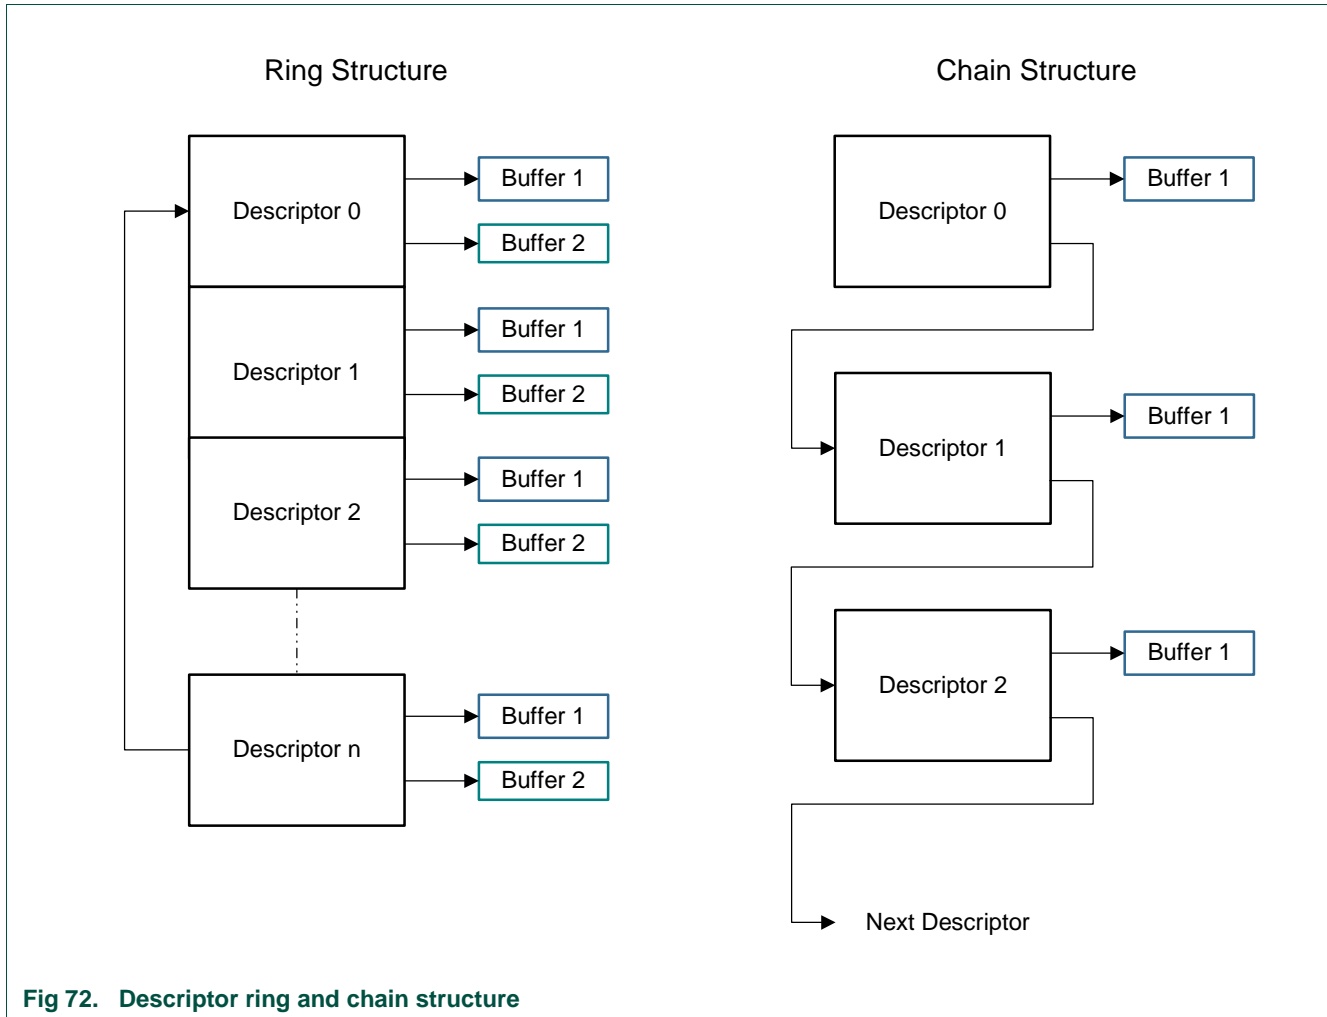 Ring Structure
Descriptor 0
Buffer 1
Buffer 2
Descriptor 1
Buffer 1
Buffer 2
Descriptor 2
Buffer 1
Buffer 2
Descriptor n
Buffer 1
Buffer 2
Chain Structure
Descriptor 0
Buffer 1
Descriptor 1
Buffer 1
Descriptor 2
Buffer 1
Next Descriptor
Fig 72. Descriptor ring and chain structure